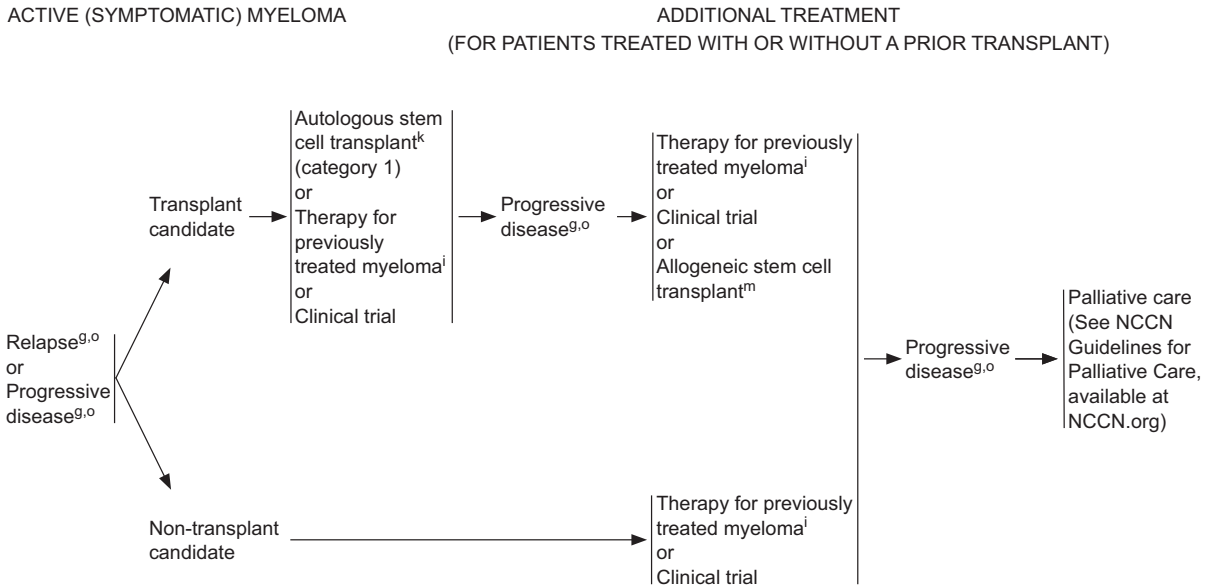 ACTIVE (SYMPTOMATIC) MYELOMA
ADDITIONAL TREATMENT
(FOR PATIENTS TREATED WITH OR WITHOUT A PRIOR TRANSPLANT)
Relapseg,o
or
Progressive
diseaseg,o
Transplant
candidate
Autologous stem
cell transplantk
(category 1)
or
Therapy for
previously
treated myelomai
or
Clinical trial
Progressive
diseaseg,o
Therapy for previously
treated myelomai
or
Clinical trial
or
Allogeneic stem cell
transplantm
Non-transplant
candidate
Therapy for previously
treated myelomai
or
Clinical trial
Progressive
diseaseg,o
Palliative care
(See NCCN
Guidelines for
Palliative Care,
available at
NCCN.org)